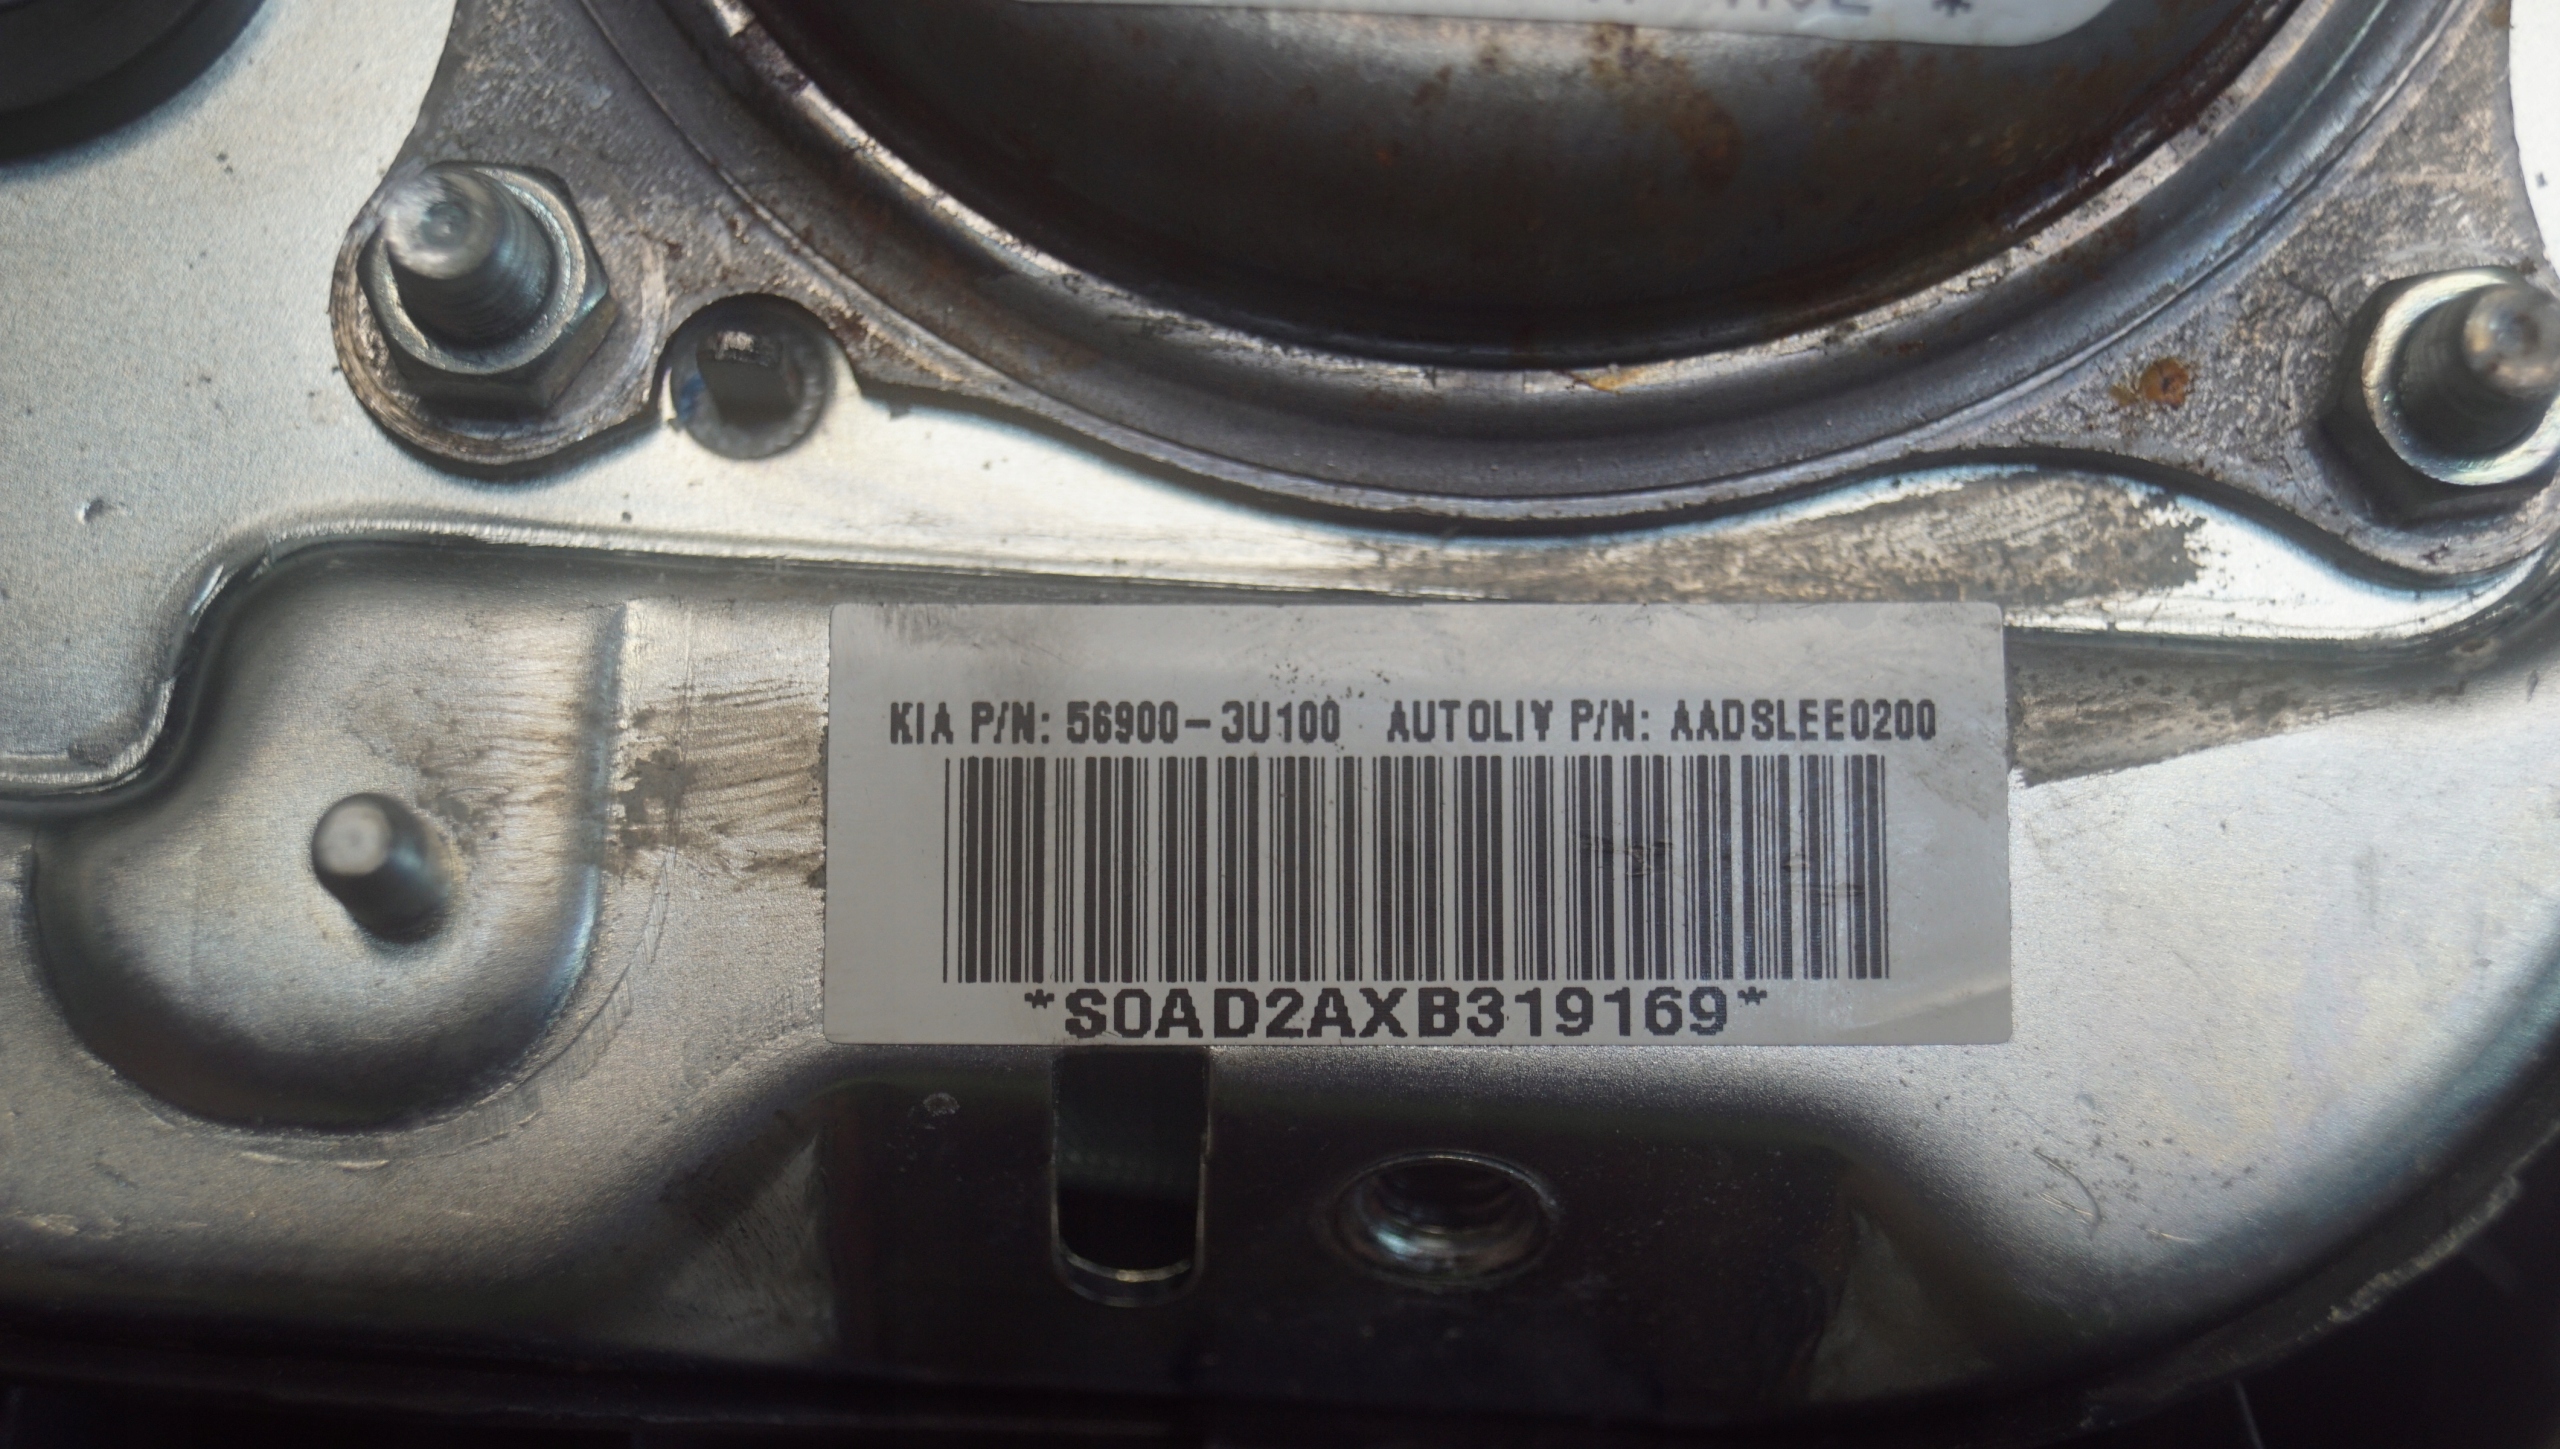 KIA P/N: 56900-3U100 AUTOLIV P/N: AADSLEE0200
*S0AD2AXB319169*